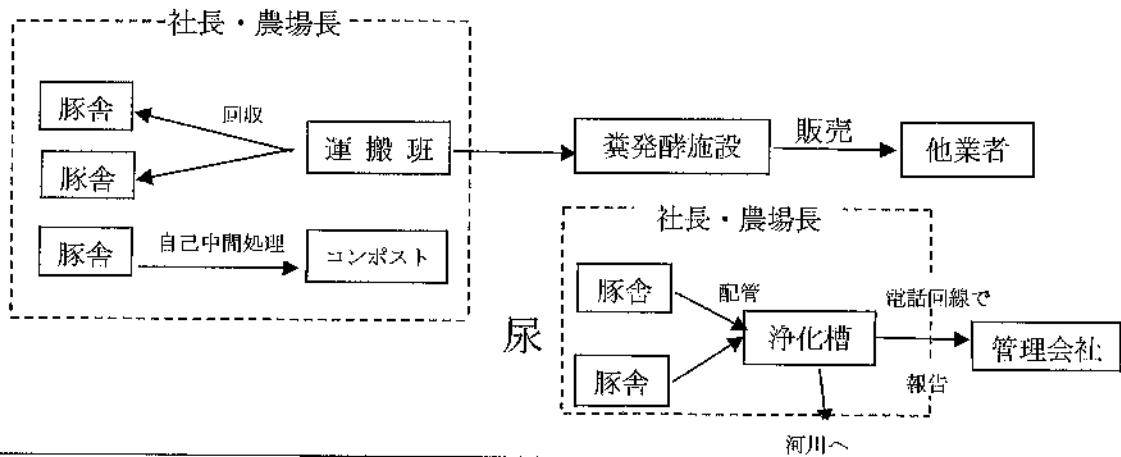 社長・農場長
豚舎
回収
運搬班
糞発酵施設
販売
他業者
豚舎
豚舎
自己中間処理
コンポスト
社長・農場長
尿
豚舎
配管
浄化槽
電話回線で
管理会社
報告
豚舎
河川へ